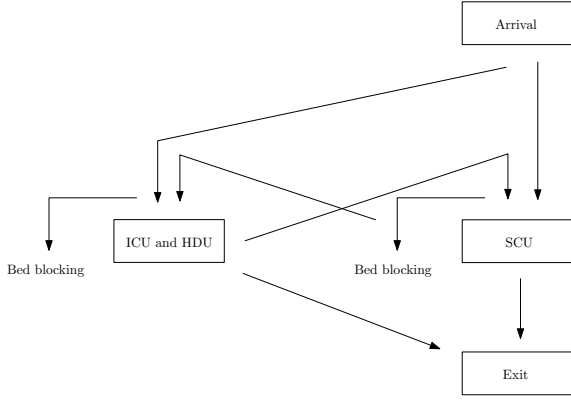 Arrival
ICU and HDU
SCU
Bed blocking
Bed blocking
Exit